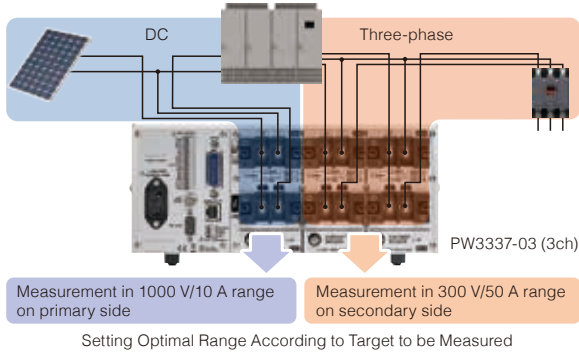 DC
Three-phase
PW3337-03 (3ch)
Measurement in 1000 V/10 A range
on primary side
Measurement in 300 V/50 A range
on secondary side
Setting Optimal Range According to Target to be Measured